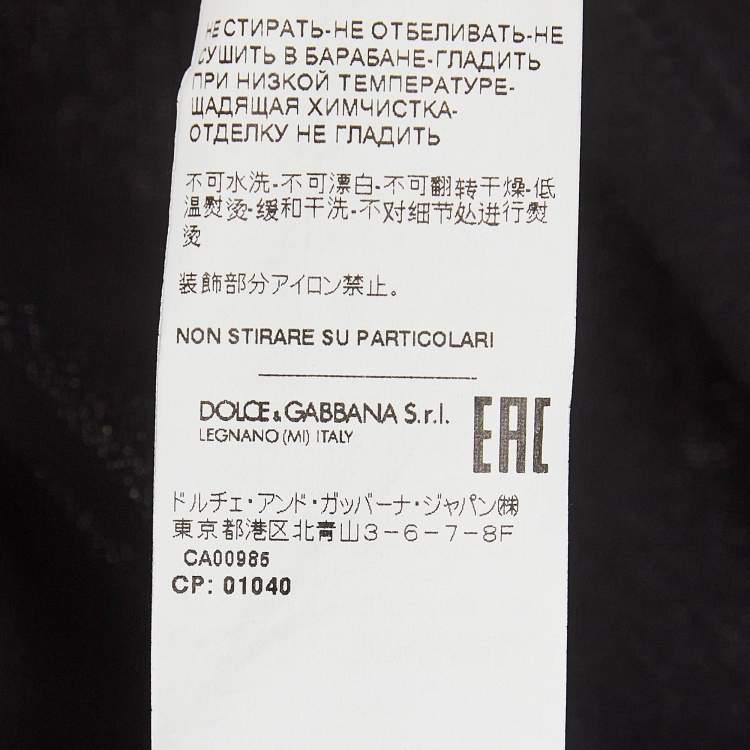 НЕ СТИРАТЬ-НЕ ОТБЕЛИВАТЬ-НЕ
СУШИТЬ В БАРАБАНЕ-ГЛАДИТЬ
ПРИ НИЗКОЙ ТЕМПЕРАТУРЕ-
ЩАДЯЩАЯ ХИМЧИСТКА-
ОТДЕЛКУ НЕ ГЛАДИТЬ
不可水洗-不可漂白-不可翻转干燥-低
温熨烫-缓和干洗-不对细节处进行熨
烫
装飾部分アイロン禁止。
NON STIRARE SU PARTICOLARI
DOLCE & GABBANA S.r.l.
LEGNANO (MI) ITALY
EAC
ドルチェ・アンド・ガッバーナ・ジャパン㈱
東京都港区北青山3-6-7-8F
CA00985
CP: 01040